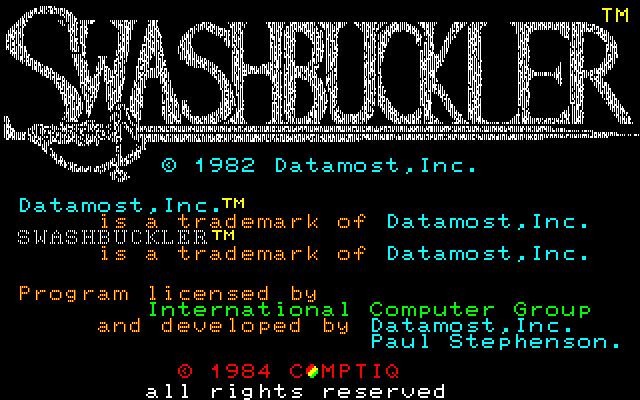 SWASHBUCKLER™
© 1982 Datamost,Inc.
Datamost,Inc.™
is a trademark of Datamost,Inc.
SWASHBUCKLER™
is a trademark of Datamost,Inc.
Program licensed by
International Computer Group
and developed by Datamost,Inc.
Paul Stephenson.
© 1984 COMPTIQ
all rights reserved